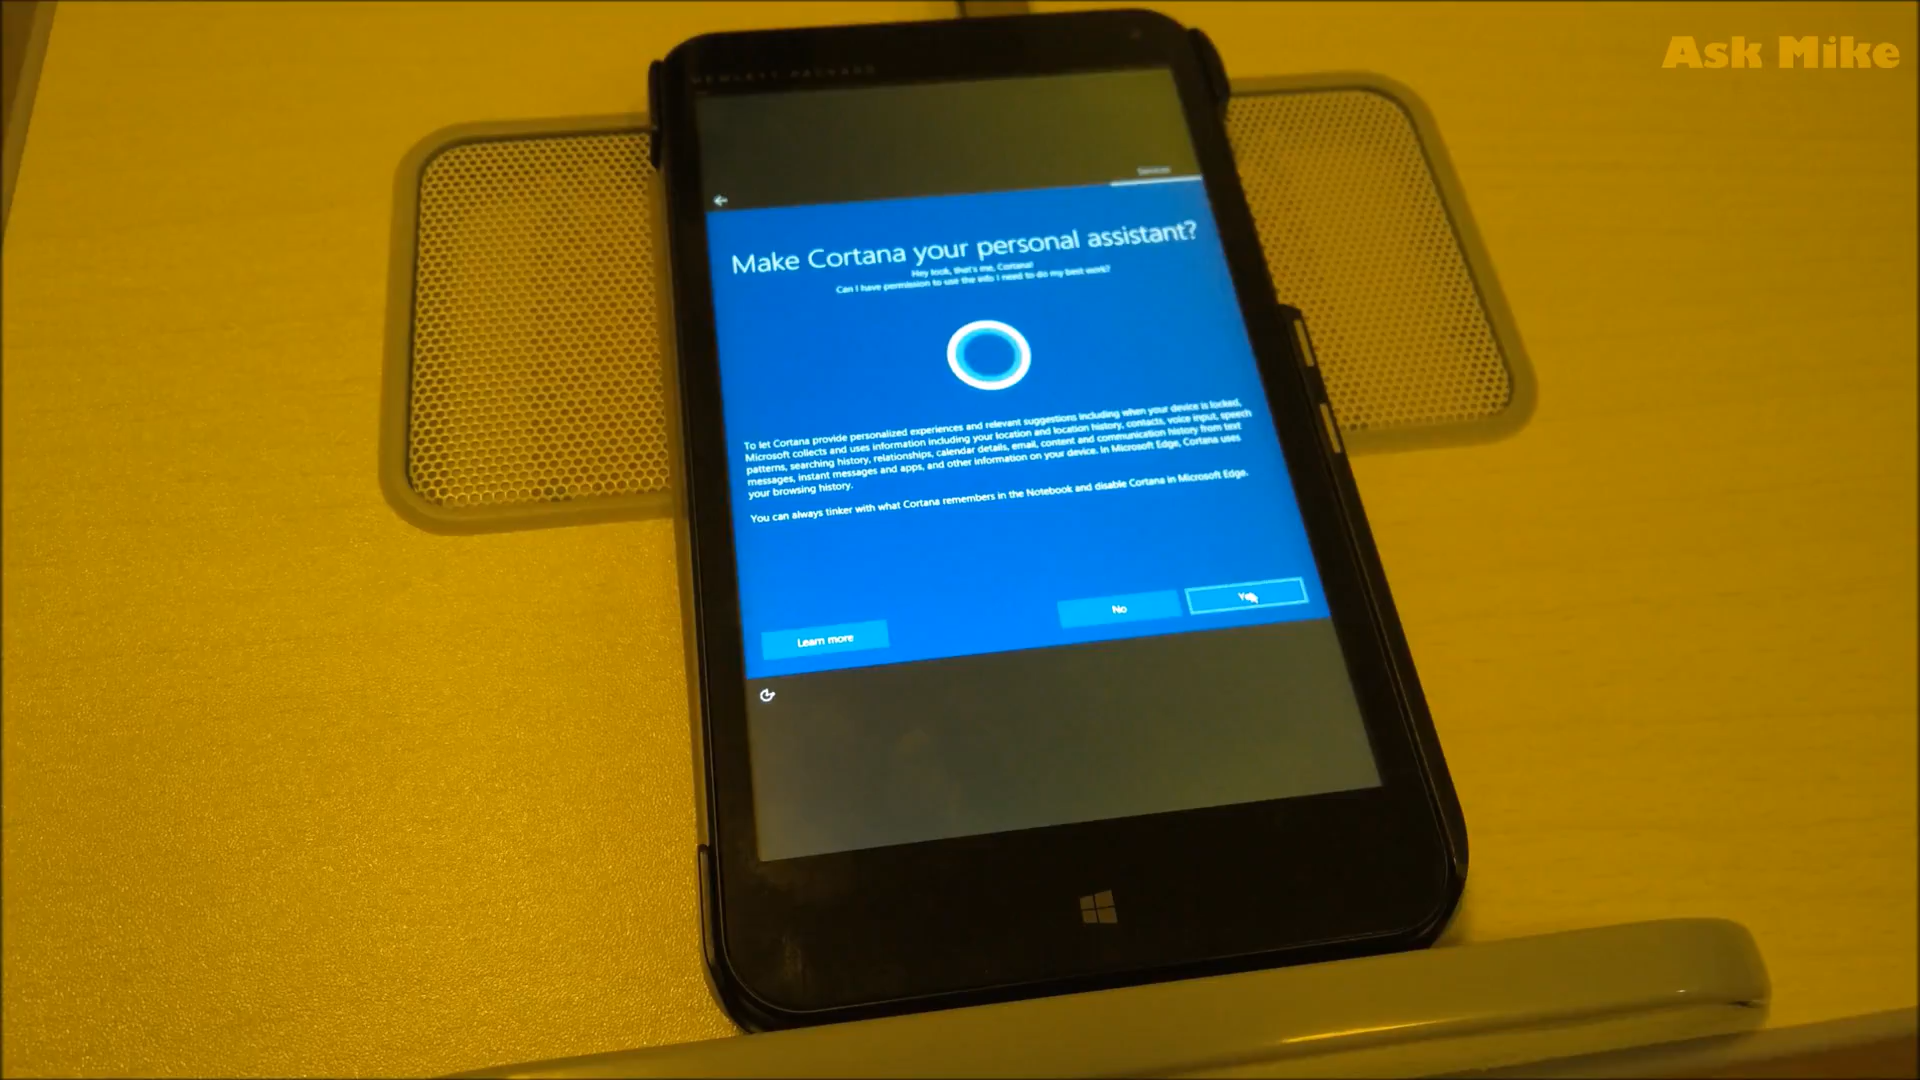 Ask Mike
HEWLETT PACKARD
Services
Make Cortana your personal assistant?
Hey look, that's me, Cortana!
Can I have permission to use the info I need to do my best work?
To let Cortana provide personalized experiences and relevant suggestions including when your device is locked,
Microsoft collects and uses information including your location and location history, contacts, voice input, speech
patterns, searching history, relationships, calendar details, email, content and communication history from text
messages, instant messages and apps, and other information on your device. In Microsoft Edge, Cortana uses
your browsing history.
You can always tinker with what Cortana remembers in the Notebook and disable Cortana in Microsoft Edge.
No
Yes
Learn more